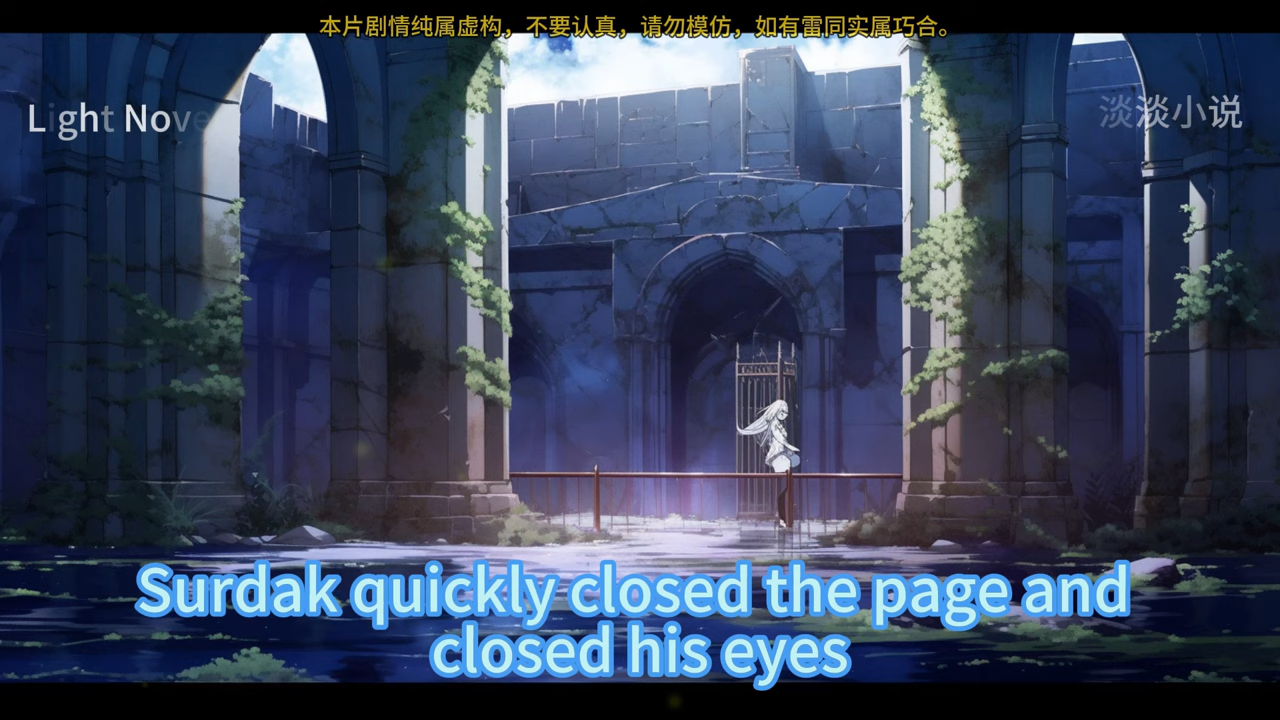 本片剧情纯属虚构，不要认真，请勿模仿，如有雷同实属巧合。
Light Nove
淡淡小说
Surdak quickly closed the page and
closed his eyes